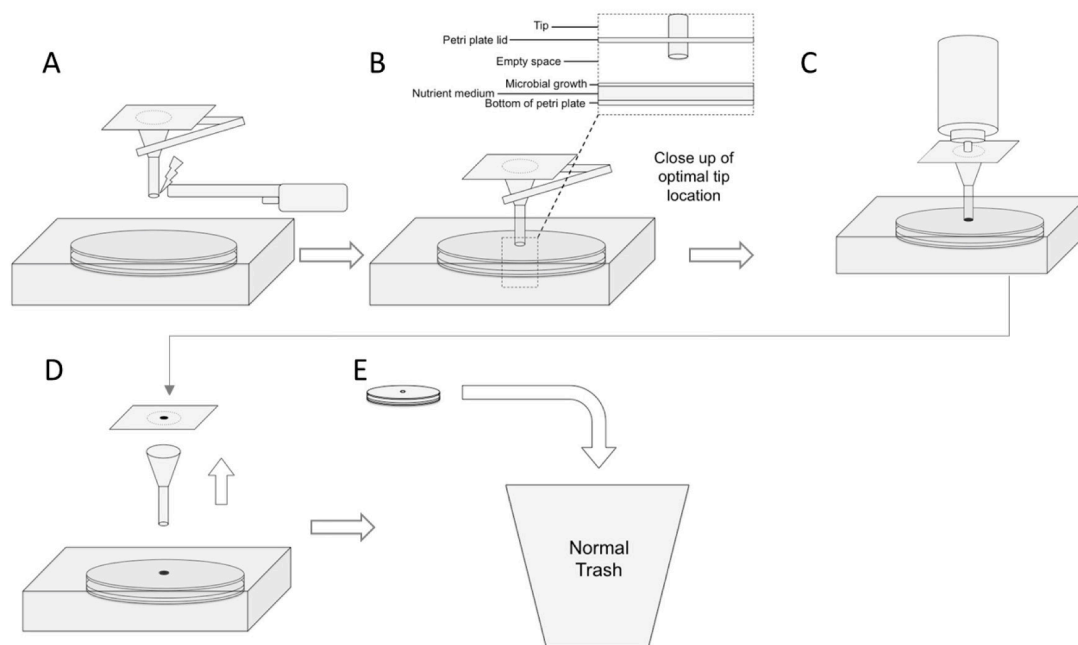 A
B
Tip
Petri plate lid
Empty space
Microbial growth
Nutrient medium
Bottom of petri plate
Close up of
optimal tip
location
C
D
E
Normal
Trash